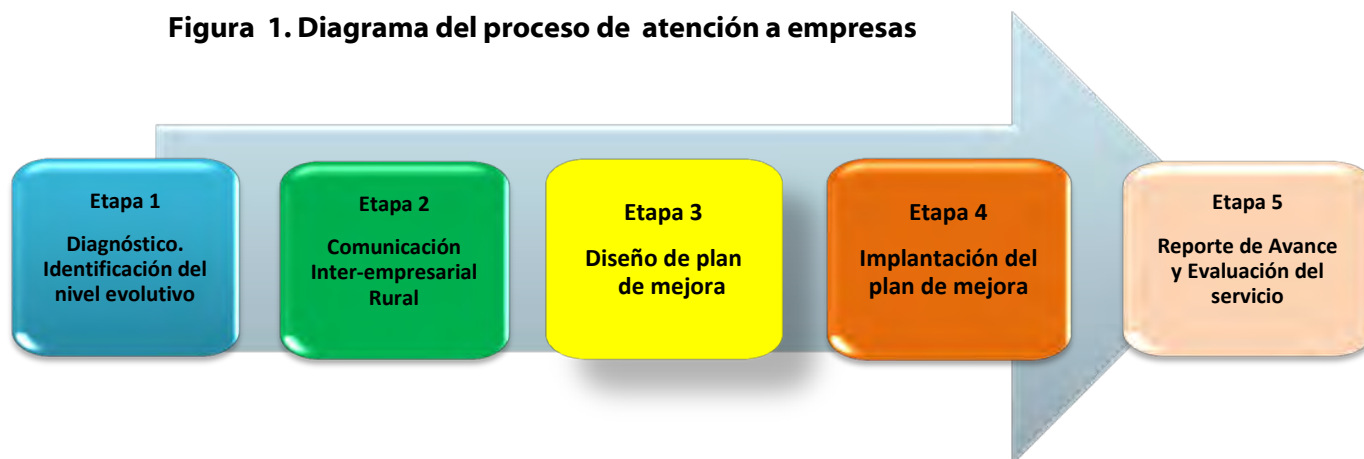 Figura 1. Diagrama del proceso de atención a empresas
Etapa 1
Diagnóstico.
Identificación del
nivel evolutivo
Etapa 2
Comunicación
Inter-empresarial
Rural
Etapa 3
Diseño de plan
de mejora
Etapa 4
Implantación del
plan de mejora
Etapa 5
Reporte de Avance
y Evaluación del
servicio